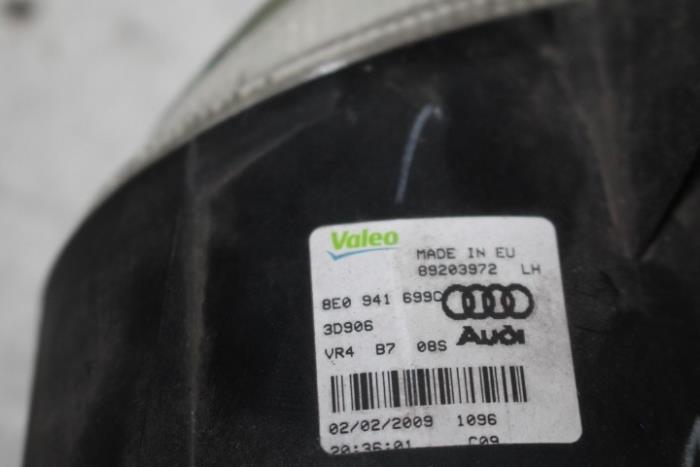 Valeo
MADE IN EU
89203972 LH
8E0 941 699C
3D906
Audi
VR4 B7 08S
02/02/2009 1096
20:36:01 C09